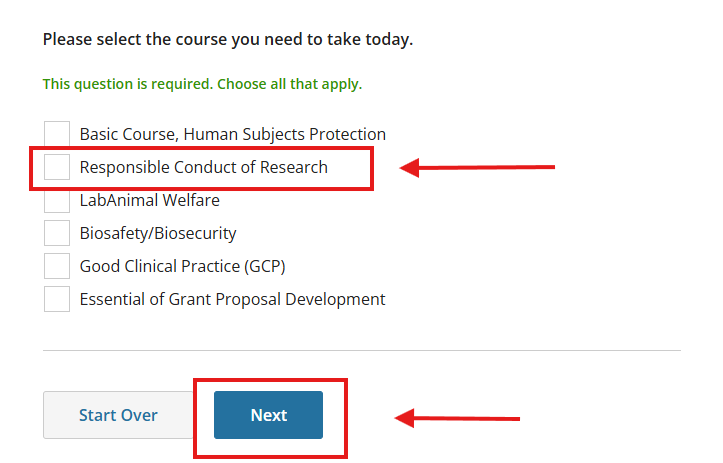 Please select the course you need to take today.
This question is required. Choose all that apply.
Basic Course, Human Subjects Protection
Responsible Conduct of Research
LabAnimal Welfare
Biosafety/Biosecurity
Good Clinical Practice (GCP)
Essential of Grant Proposal Development
Start Over
Next